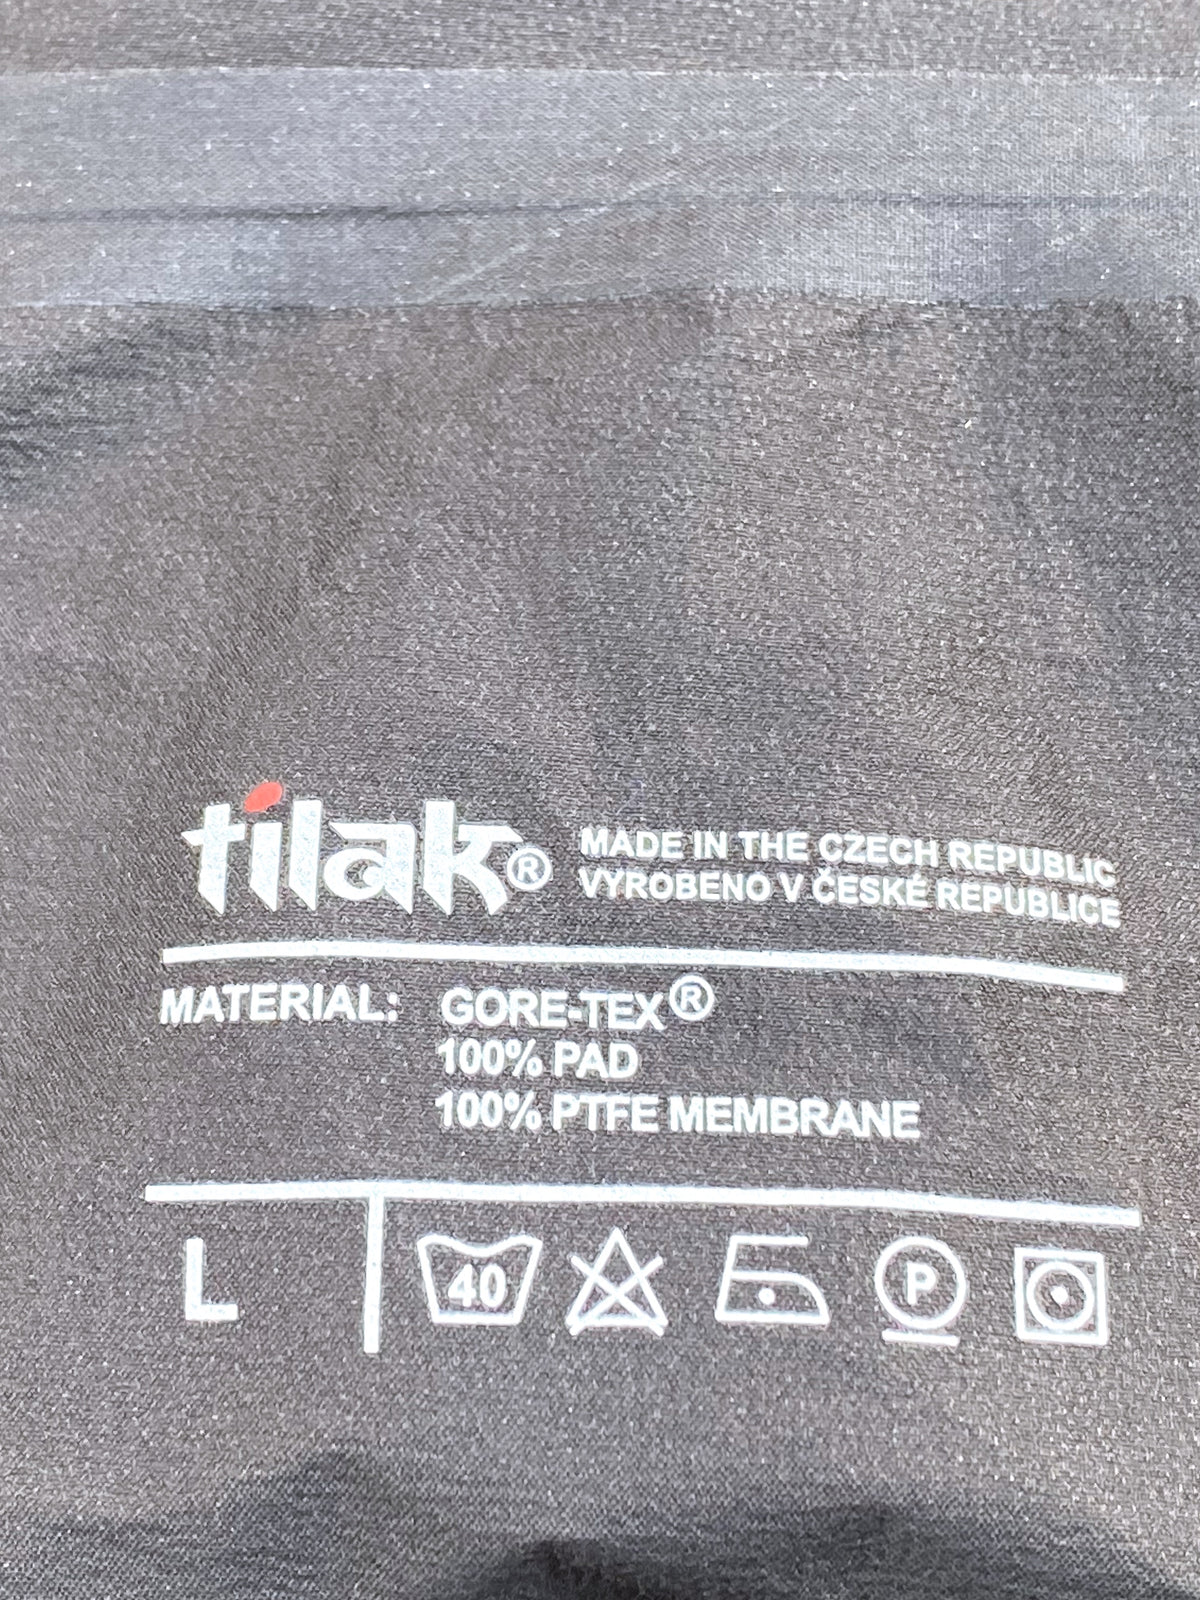 tilak®
MADE IN THE CZECH REPUBLIC
VYROBENO V ČESKÉ REPUBLICE
MATERIAL: GORE-TEX®
100% PAD
100% PTFE MEMBRANE
L
40
P